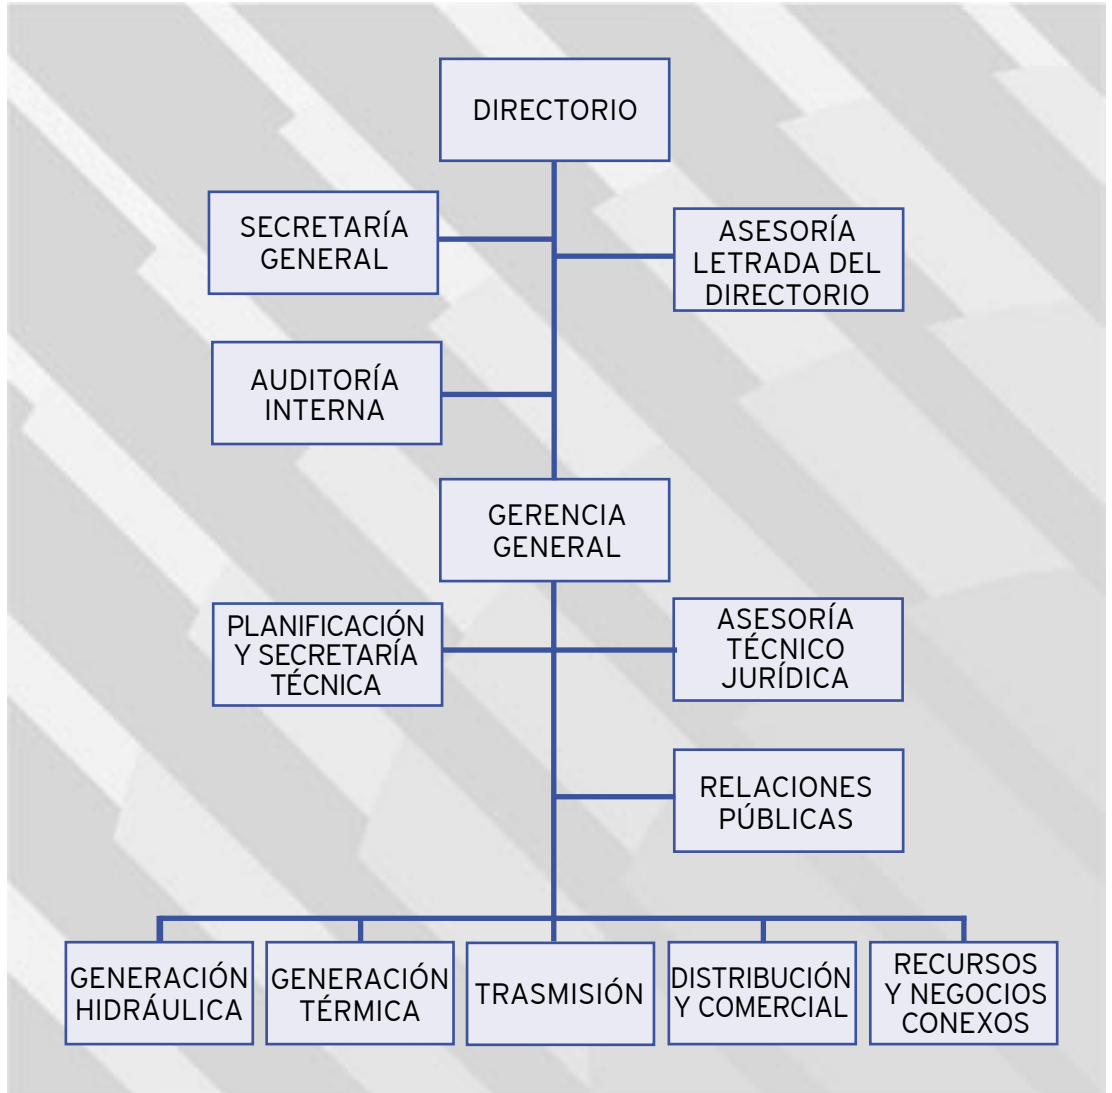 DIRECTORIO
SECRETARÍA
GENERAL
ASESORÍA
LETRADA DEL
DIRECTORIO
AUDITORÍA
INTERNA
GERENCIA
GENERAL
PLANIFICACIÓN
Y SECRETARÍA
TÉCNICA
ASESORÍA
TÉCNICO
JURÍDICA
RELACIONES
PÚBLICAS
GENERACIÓN
HIDRÁULICA
GENERACIÓN
TÉRMICA
TRASMISIÓN
DISTRIBUCIÓN
Y COMERCIAL
RECURSOS
Y NEGOCIOS
CONEXOS